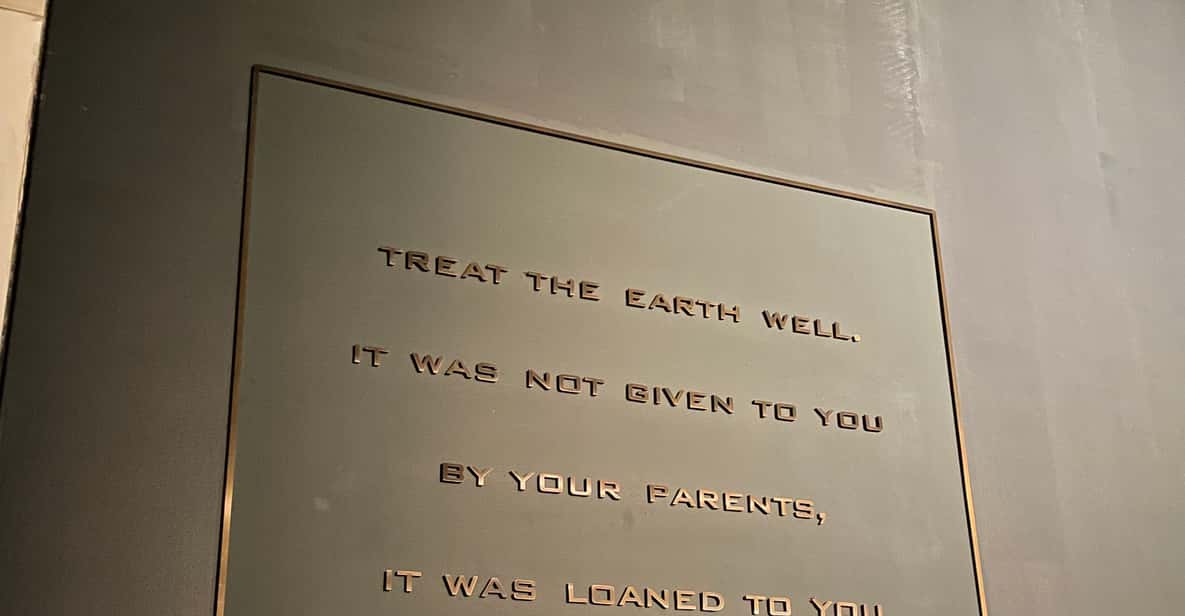 TREAT THE EARTH WELL.
IT WAS NOT GIVEN TO YOU
BY YOUR PARENTS,
IT WAS LOANED TO YOU